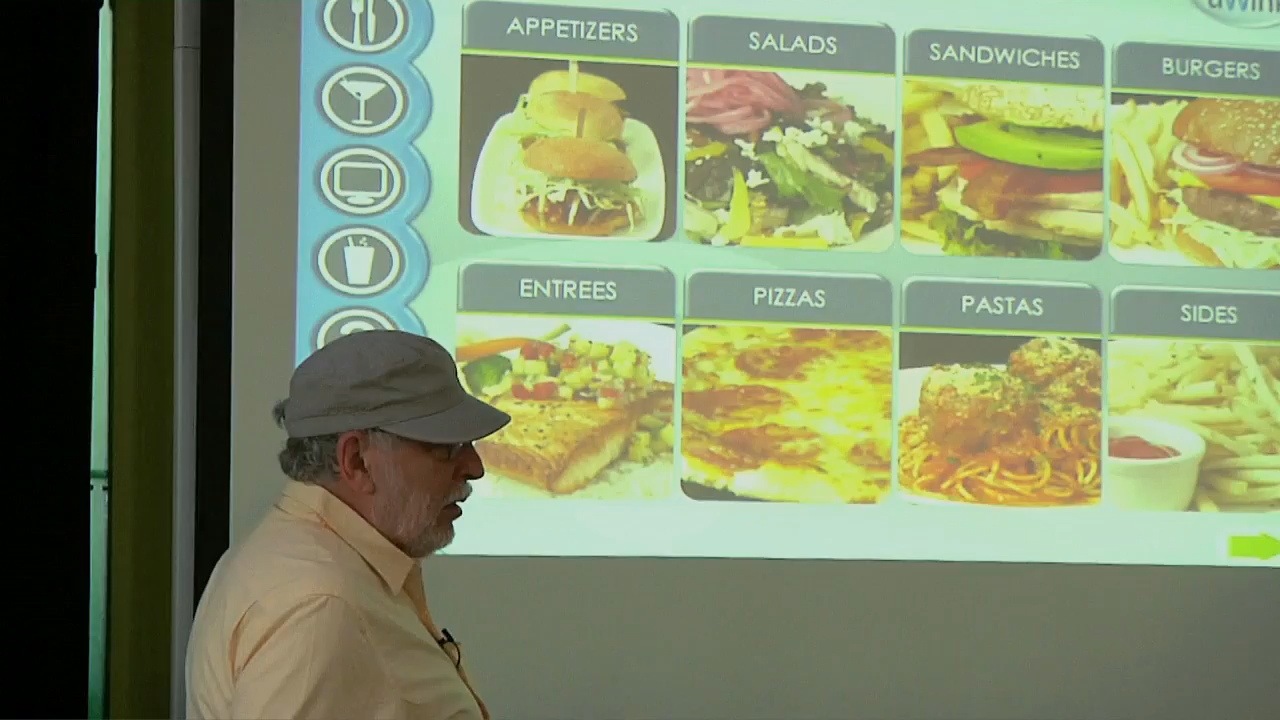 APPETIZERS
SALADS
SANDWICHES
BURGERS
ENTREES
PIZZAS
PASTAS
SIDES